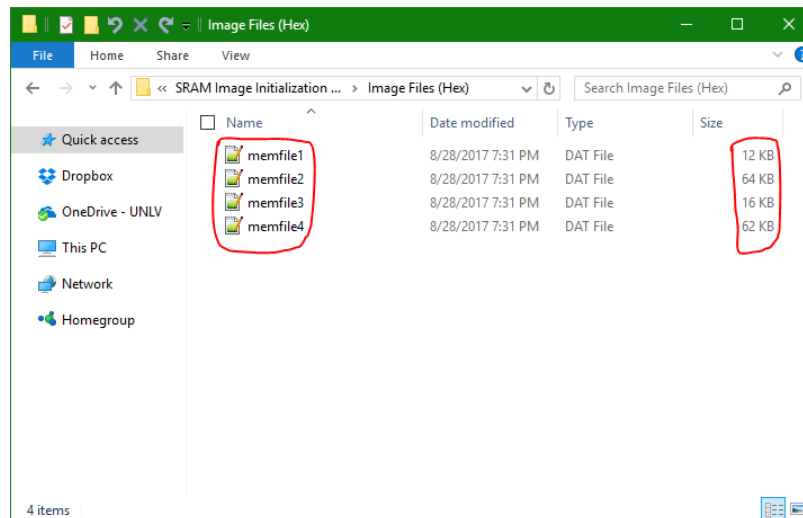 Image Files (Hex)
File Home Share View
« SRAM Image Initialization ... › Image Files (Hex) Search Image Files (Hex)
Name Date modified Type Size
Quick access
Dropbox
OneDrive - UNLV
This PC
Network
Homegroup
memfile1 8/28/2017 7:31 PM DAT File 12 KB
memfile2 8/28/2017 7:31 PM DAT File 64 KB
memfile3 8/28/2017 7:31 PM DAT File 16 KB
memfile4 8/28/2017 7:31 PM DAT File 62 KB
4 items